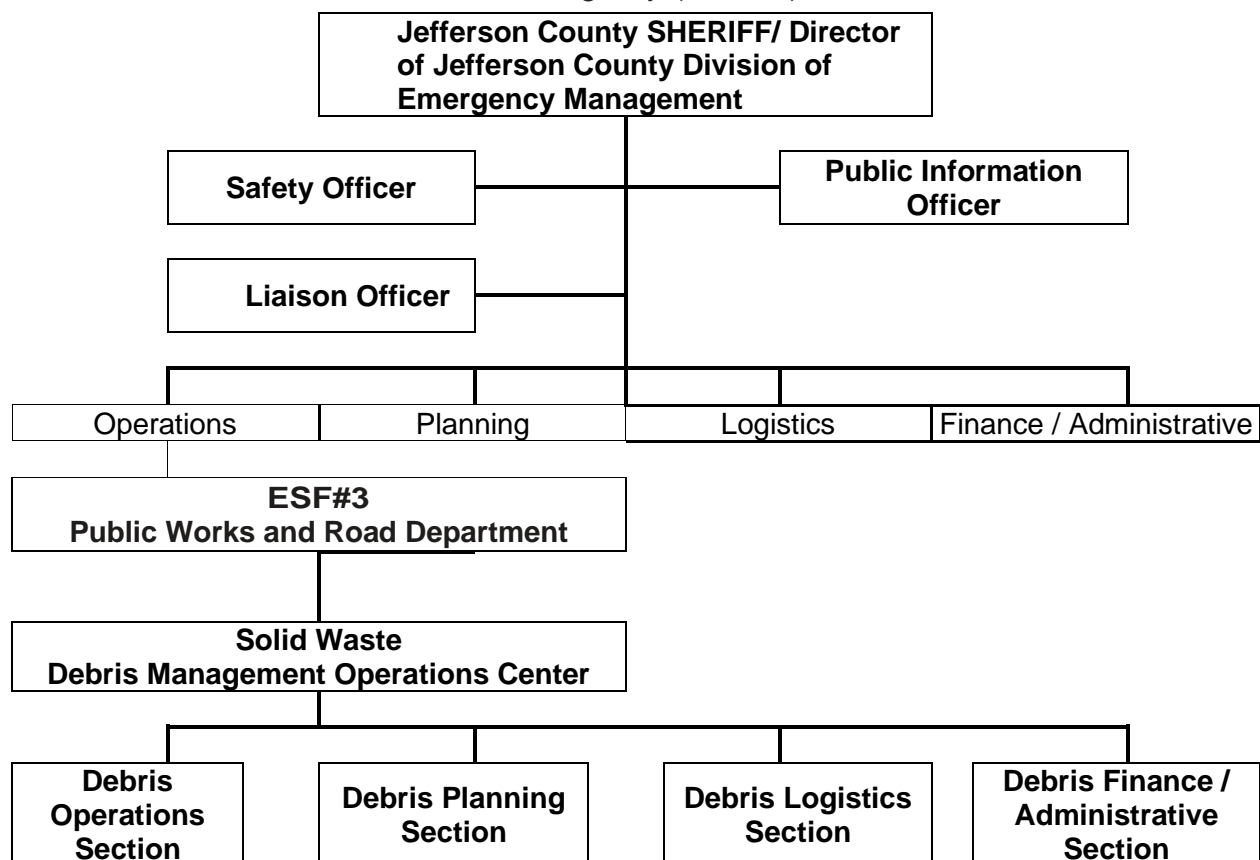 Jefferson County SHERIFF/ Director
of Jefferson County Division of
Emergency Management
Safety Officer
Public Information
Officer
Liaison Officer
Operations
Planning
Logistics
Finance / Administrative
ESF#3
Public Works and Road Department
Solid Waste
Debris Management Operations Center
Debris
Operations
Section
Debris Planning
Section
Debris Logistics
Section
Debris Finance /
Administrative
Section